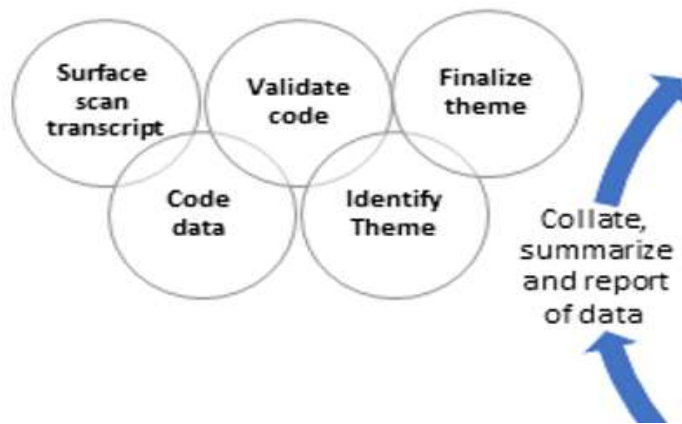 Surface
scan
transcript
Validate
code
Finalize
theme
Code
data
Identify
Theme
Collate,
summarize
and report
of data